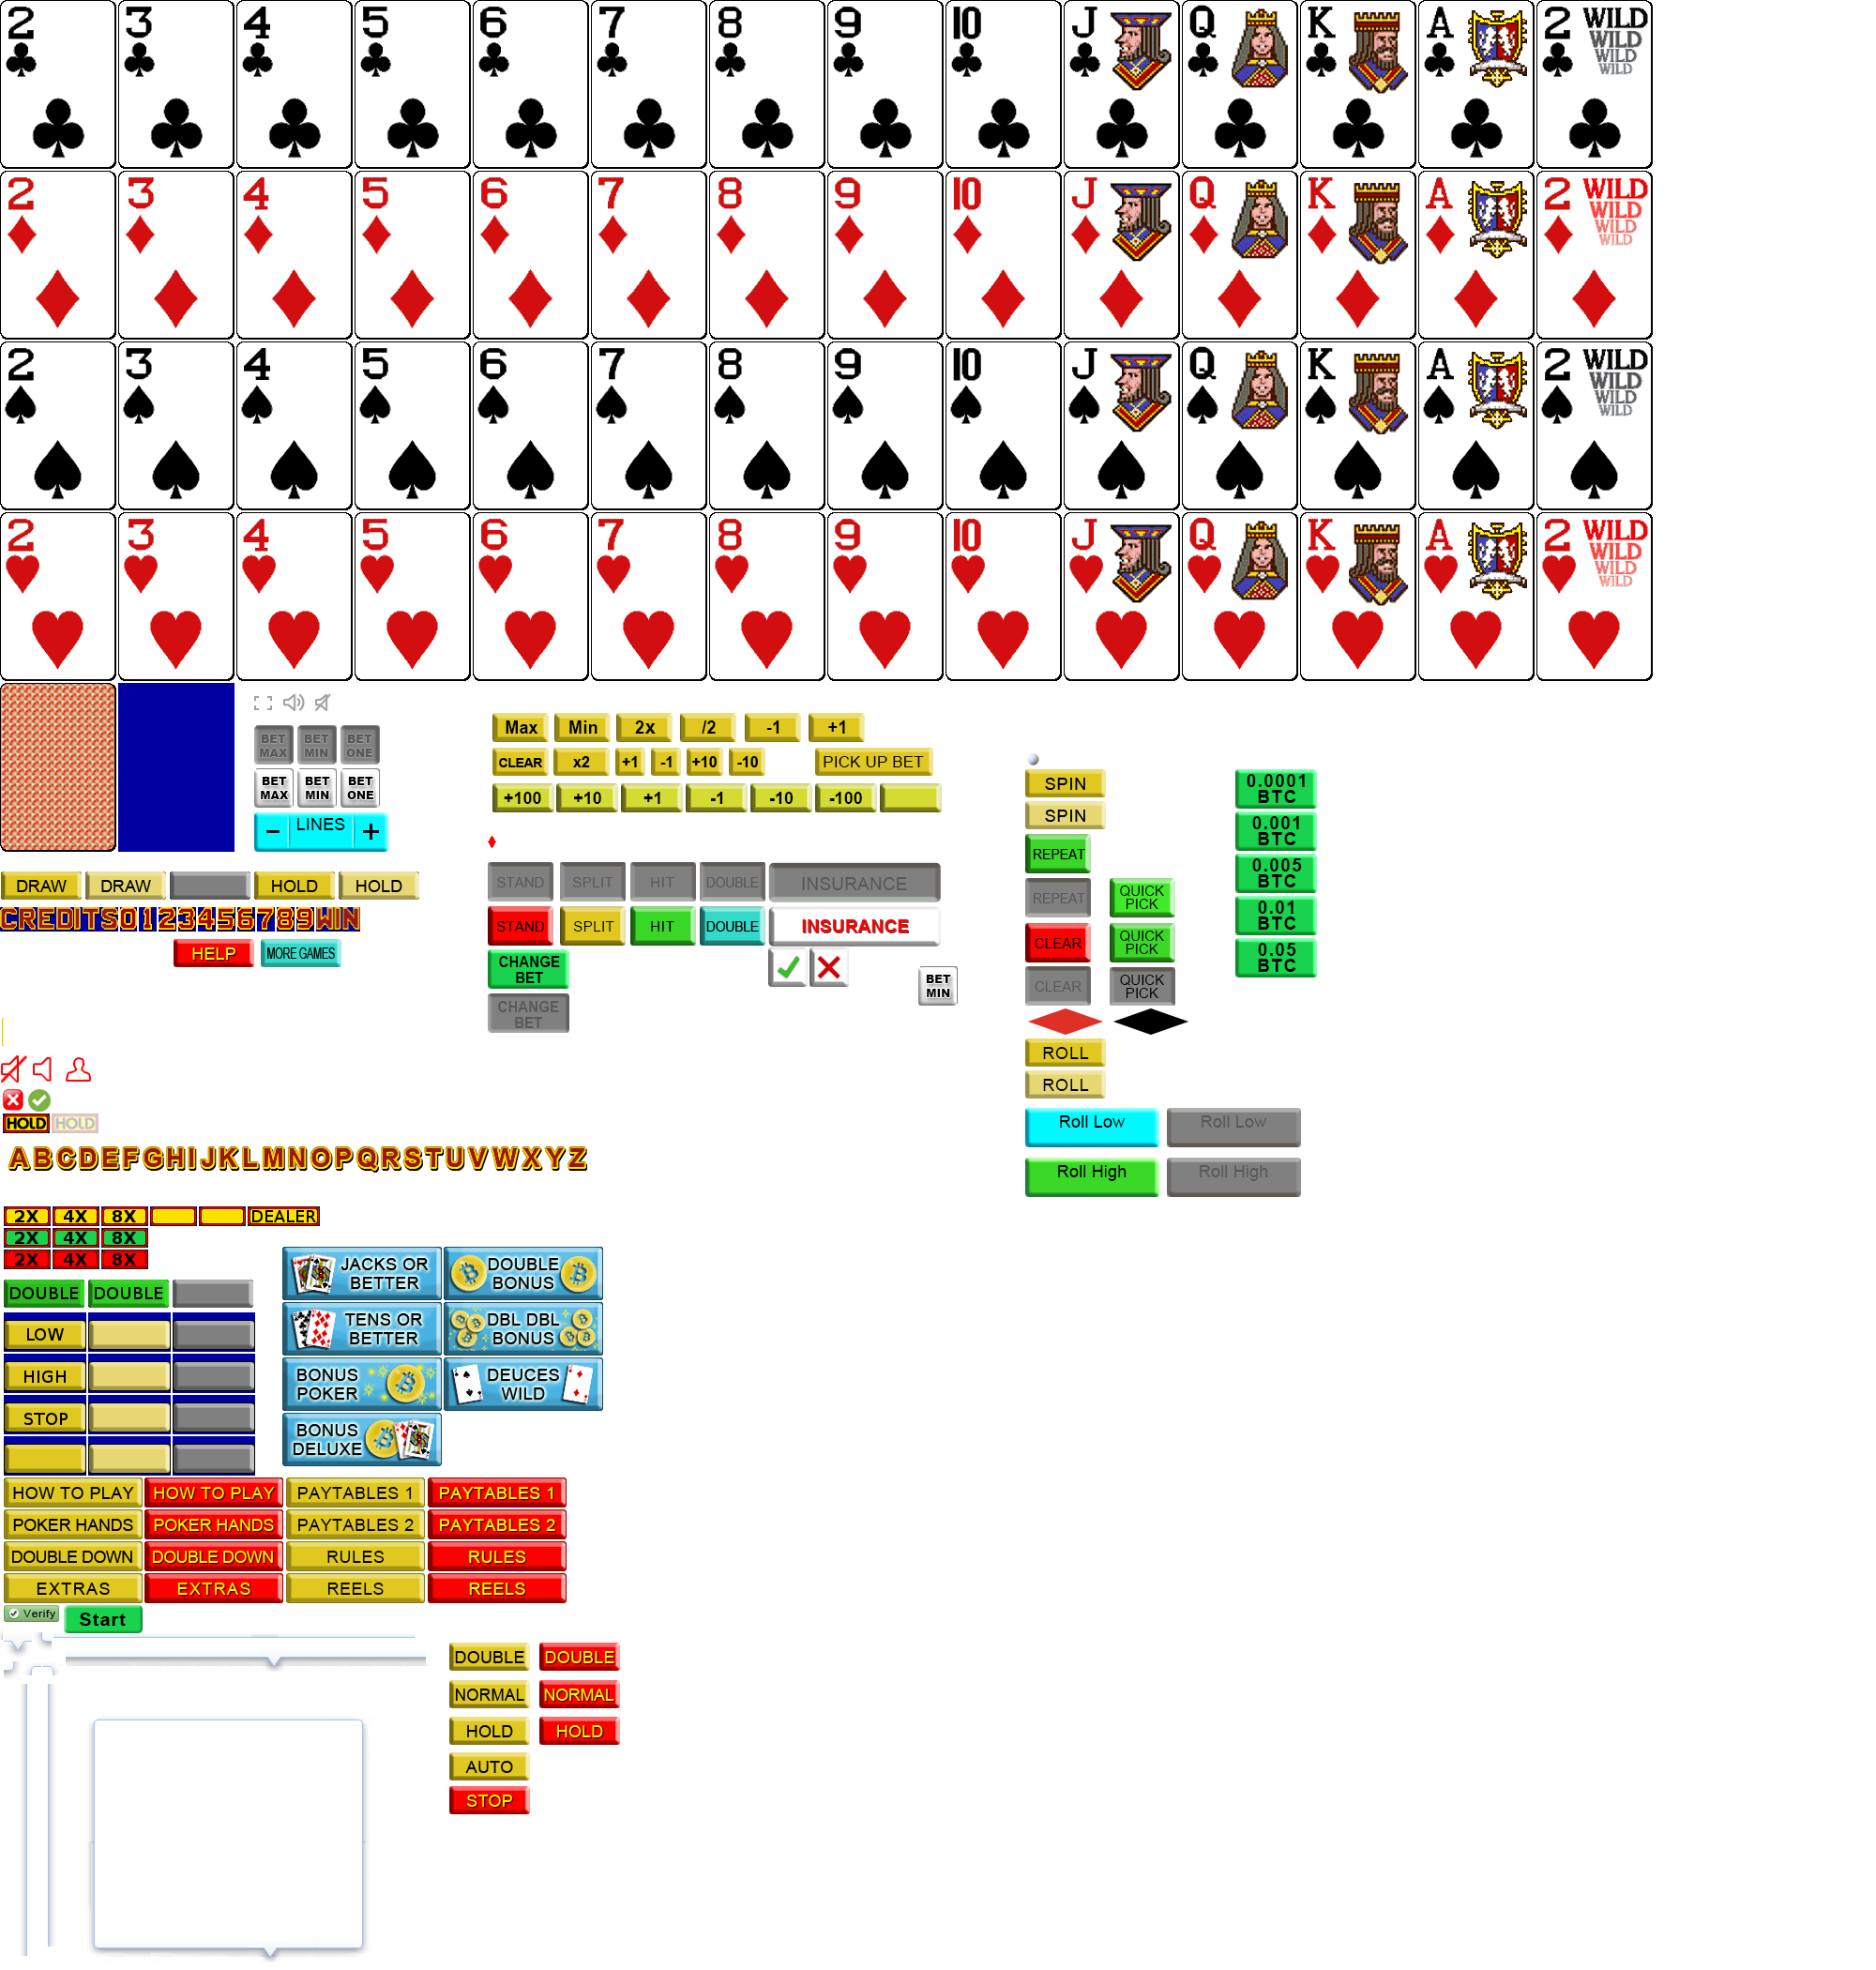 2 3 4 5 6 7 8 9 10 J Q K A 2 WILD
WILD
WILD
WILD
2 3 4 5 6 7 8 9 10 J Q K A 2 WILD
WILD
WILD
WILD
2 3 4 5 6 7 8 9 10 J Q K A 2 WILD
WILD
WILD
WILD
2 3 4 5 6 7 8 9 10 J Q K A 2 WILD
WILD
WILD
WILD
BET MAX BET MIN BET ONE
BET MAX BET MIN BET ONE
− LINES +
Max Min 2x /2 -1 +1
CLEAR x2 +1 -1 +10 -10 PICK UP BET
+100 +10 +1 -1 -10 -100
DRAW DRAW HOLD HOLD
CREDITS0123456789WIN
HELP MORE GAMES
STAND SPLIT HIT DOUBLE INSURANCE
STAND SPLIT HIT DOUBLE INSURANCE
CHANGE BET
BET MIN
CHANGE BET
SPIN
SPIN
REPEAT
REPEAT QUICK PICK
CLEAR QUICK PICK
CLEAR QUICK PICK
ROLL
ROLL
Roll Low Roll Low
Roll High Roll High
0.0001 BTC
0.001 BTC
0.005 BTC
0.01 BTC
0.05 BTC
HOLD HOLD
ABCDEFGHIJKLMNOPQRSTUVWXYZ
2X 4X 8X DEALER
2X 4X 8X
2X 4X 8X
DOUBLE DOUBLE
LOW
HIGH
STOP
JACKS OR BETTER
DOUBLE BONUS
TENS OR BETTER
DBL DBL BONUS
BONUS POKER
DEUCES WILD
BONUS DELUXE
HOW TO PLAY HOW TO PLAY PAYTABLES 1 PAYTABLES 1
POKER HANDS POKER HANDS PAYTABLES 2 PAYTABLES 2
DOUBLE DOWN DOUBLE DOWN RULES RULES
EXTRAS EXTRAS REELS REELS
Verify Start
DOUBLE DOUBLE
NORMAL NORMAL
HOLD HOLD
AUTO
STOP